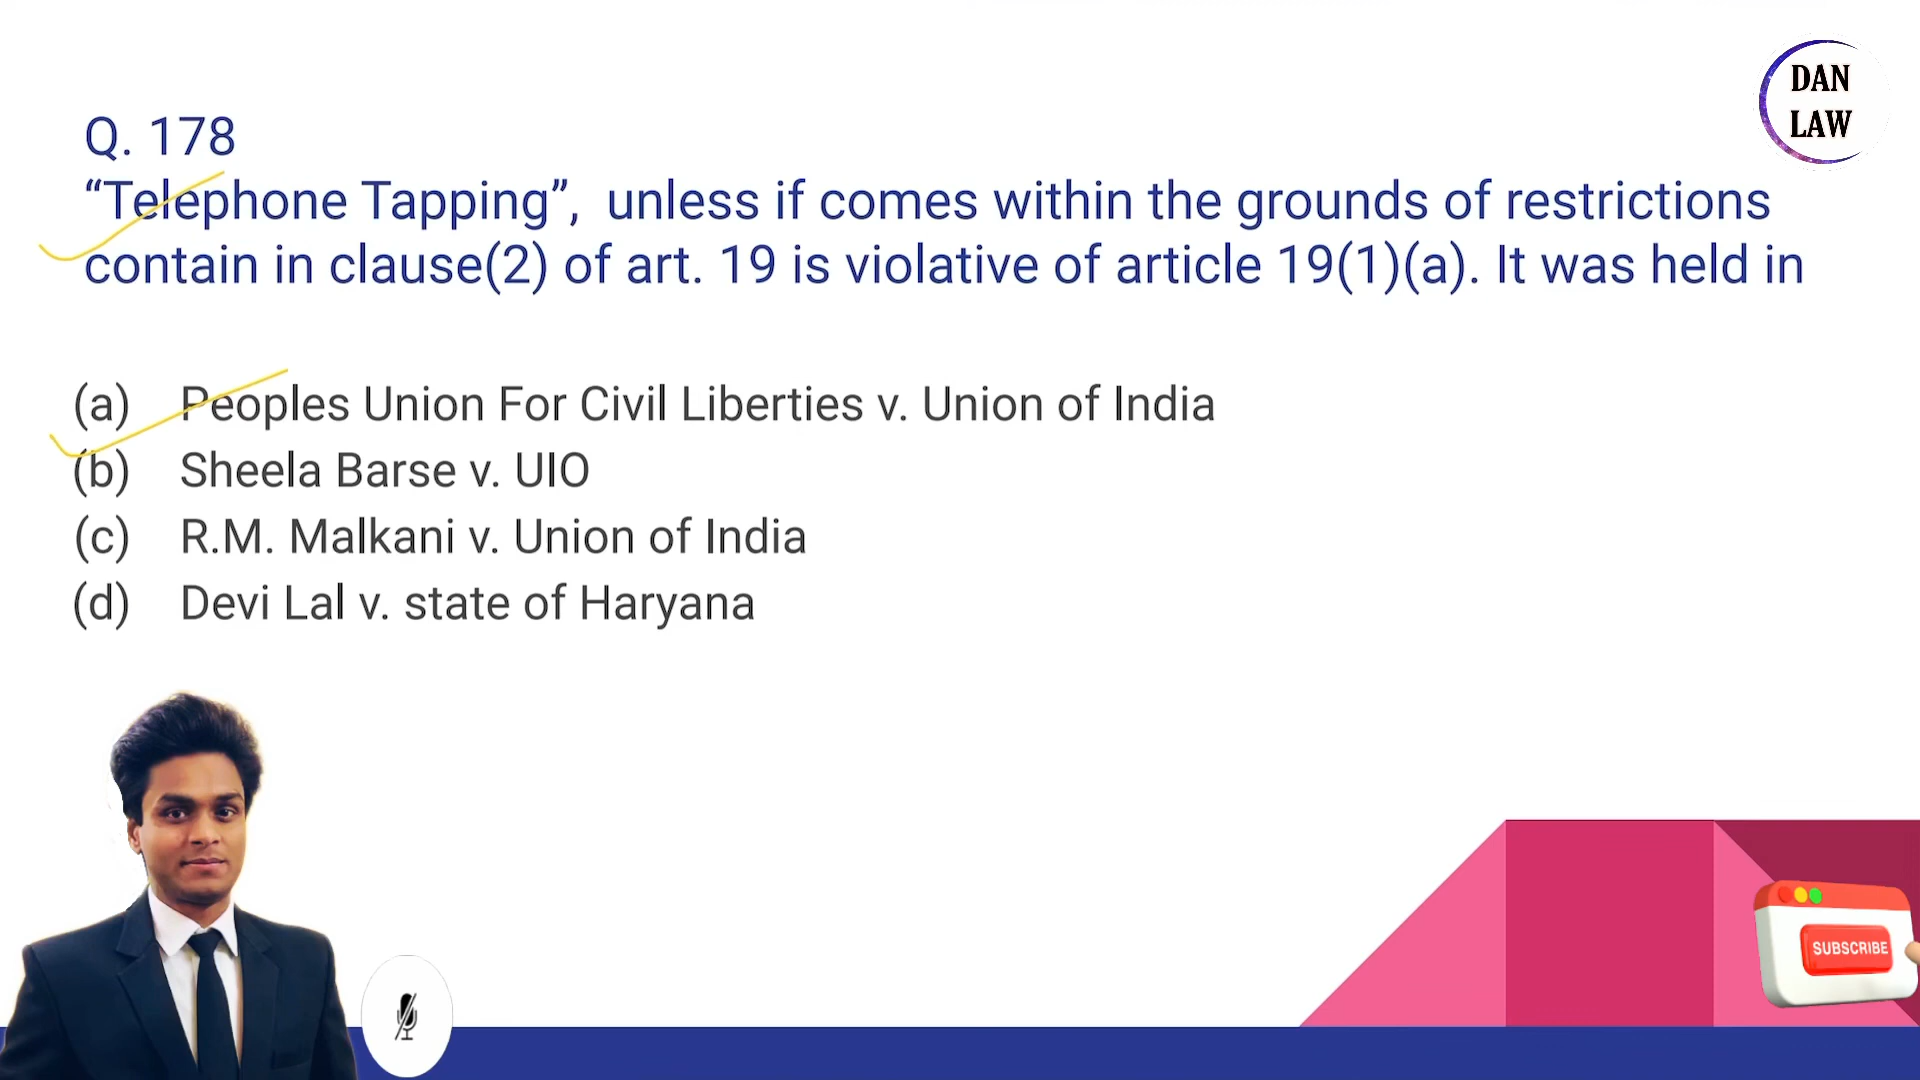 DAN
LAW
Q. 178
“Telephone Tapping”, unless if comes within the grounds of restrictions
contain in clause(2) of art. 19 is violative of article 19(1)(a). It was held in
(a) Peoples Union For Civil Liberties v. Union of India
(b) Sheela Barse v. UIO
(c) R.M. Malkani v. Union of India
(d) Devi Lal v. state of Haryana
SUBSCRIBE